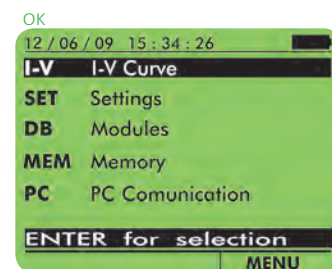 OK
12 / 06 / 09 15 : 34 : 26
I-V I-V Curve
SET Settings
DB Modules
MEM Memory
PC PC Comunication
ENTER for selection
MENU